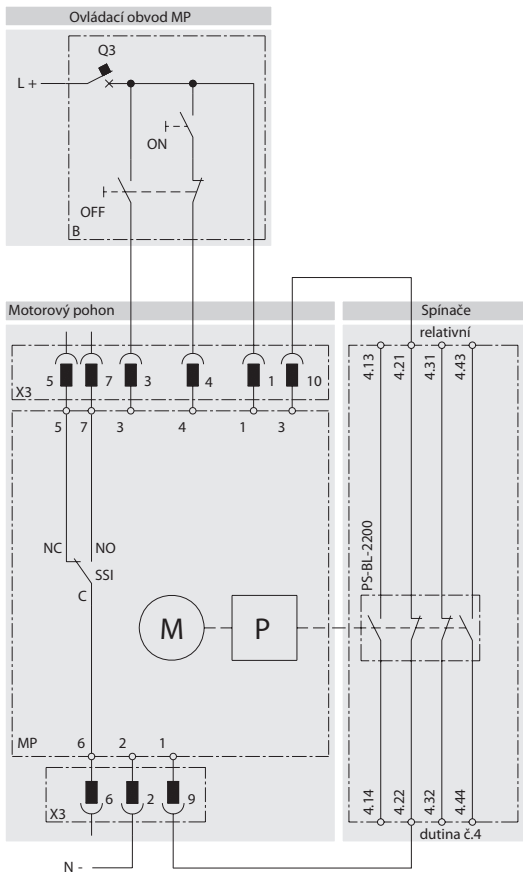 Ovládací obvod MP
Q3
L +
ON
OFF
B
Motorový pohon
Spínače
relativní
4.13
4.21
4.31
4.43
5
7
3
4
1
10
X3
5
7
3
4
1
3
PS-BL-2200
NC
NO
SSI
C
M
P
MP
6
2
1
4.14
4.22
4.32
4.44
6
2
9
X3
dutina č.4
N -